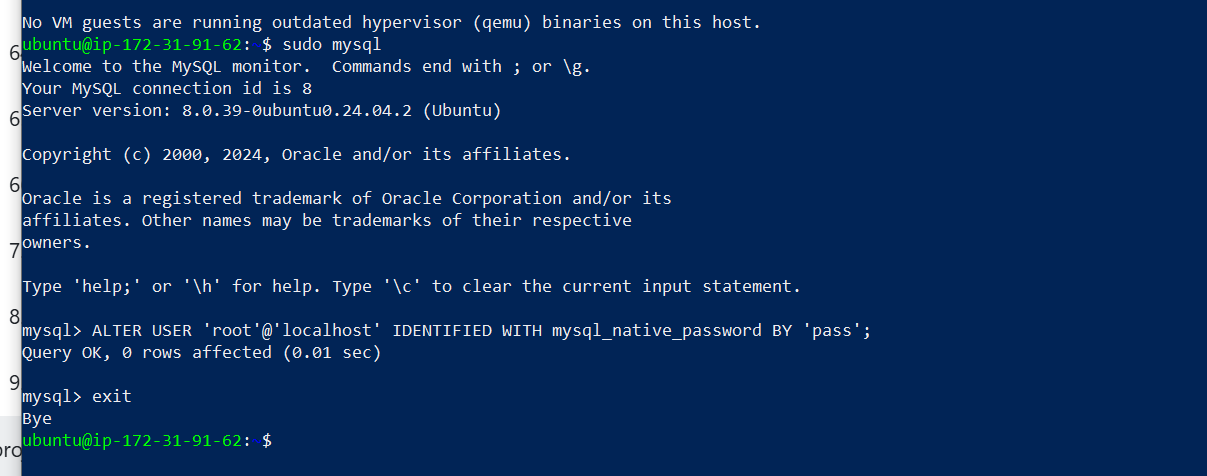 No VM guests are running outdated hypervisor (qemu) binaries on this host.
ubuntu@ip-172-31-91-62:~$ sudo mysql
Welcome to the MySQL monitor.  Commands end with ; or \g.
Your MySQL connection id is 8
Server version: 8.0.39-0ubuntu0.24.04.2 (Ubuntu)
Copyright (c) 2000, 2024, Oracle and/or its affiliates.
Oracle is a registered trademark of Oracle Corporation and/or its
affiliates. Other names may be trademarks of their respective
owners.
Type 'help;' or '\h' for help. Type '\c' to clear the current input statement.
mysql> ALTER USER 'root'@'localhost' IDENTIFIED WITH mysql_native_password BY 'pass';
Query OK, 0 rows affected (0.01 sec)
mysql> exit
Bye
ubuntu@ip-172-31-91-62:~$
6
6
6
7
8
9